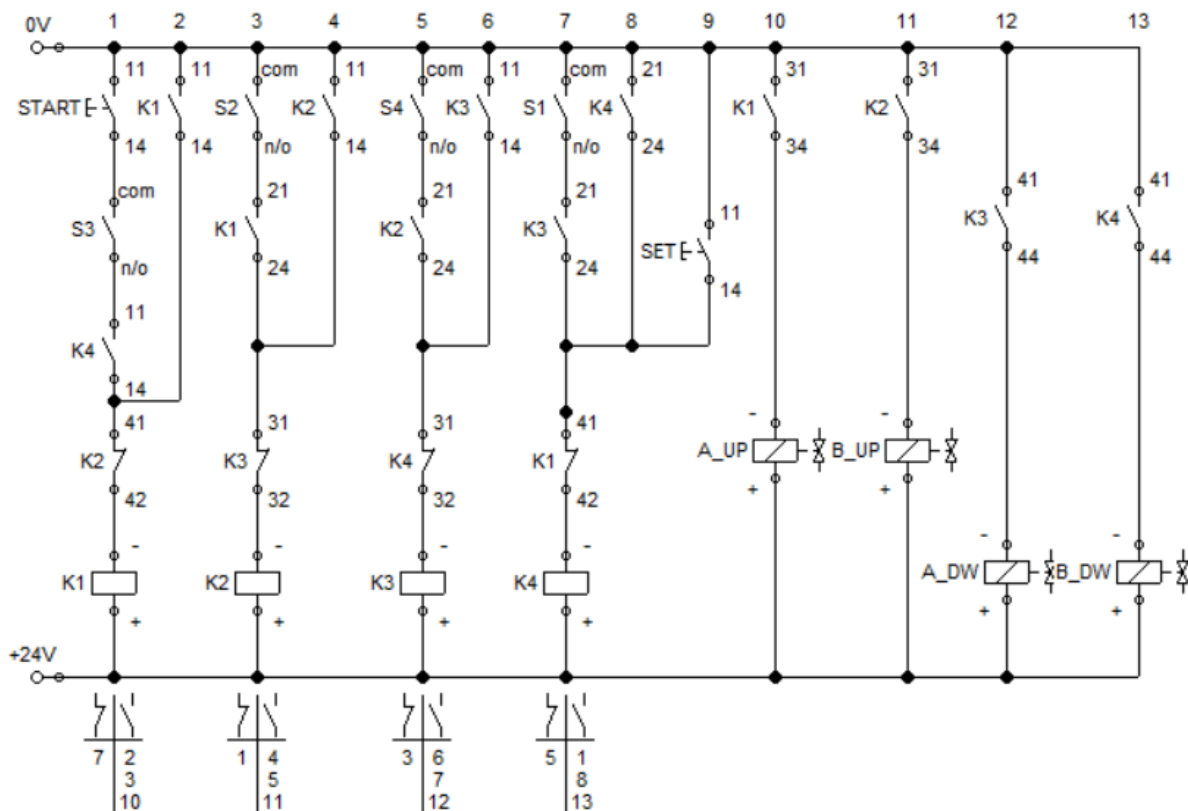 1 2 3 4 5 6 7 8 9 10 11 12 13
0V
11 11 com 11 com 11 com 21 31 31
START K1 S2 K2 S4 K3 S1 K4 K1 K2
14 14 n/o 14 n/o 14 n/o 24 34 34
com 21 21 21 11 41 41
S3 K1 K2 K3 SET K3 K4
n/o 24 24 24 14 44 44
11
K4
14
41 31 31 41 - -
K2 K3 K4 K1 A_UP B_UP
42 32 32 42 + +
- - - - - -
K1 K2 K3 K4 A_DW B_DW
+ + + + + +
+24V
7 2 1 4 3 6 5 1
3 5 7 8
10 11 12 13